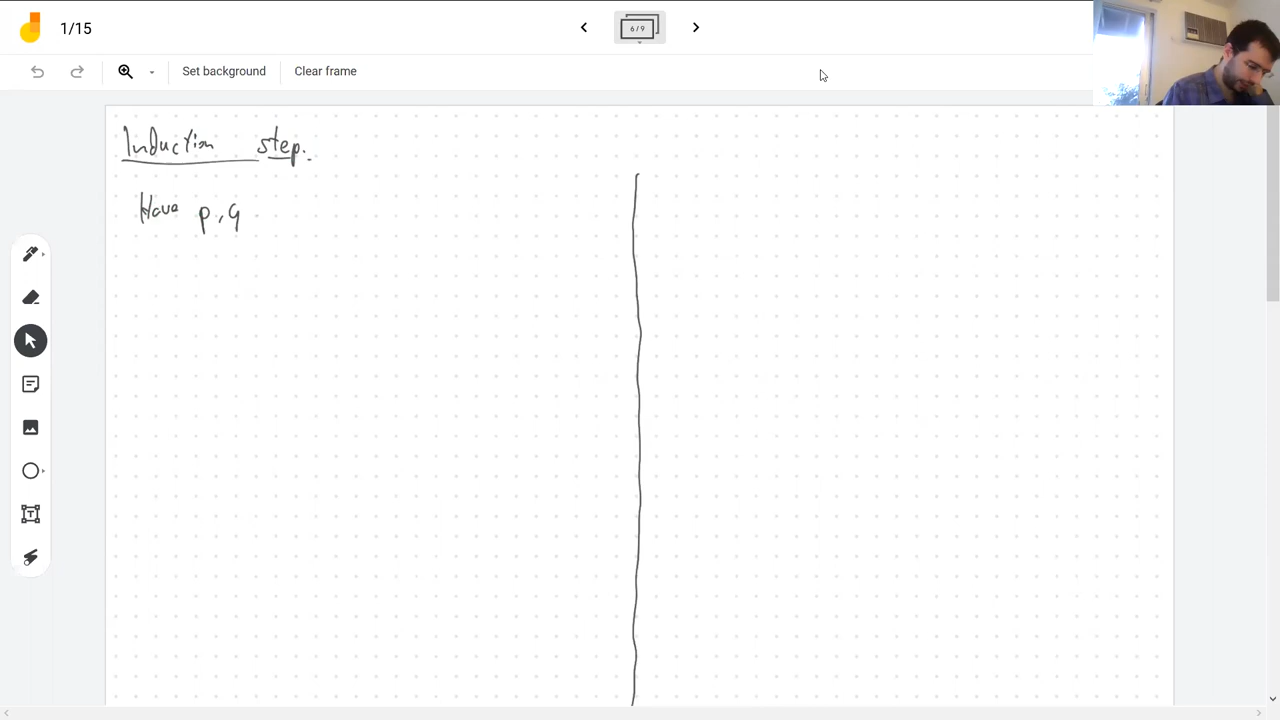 1/15
6/9
Set background
Clear frame
Induction step.
Have p, q